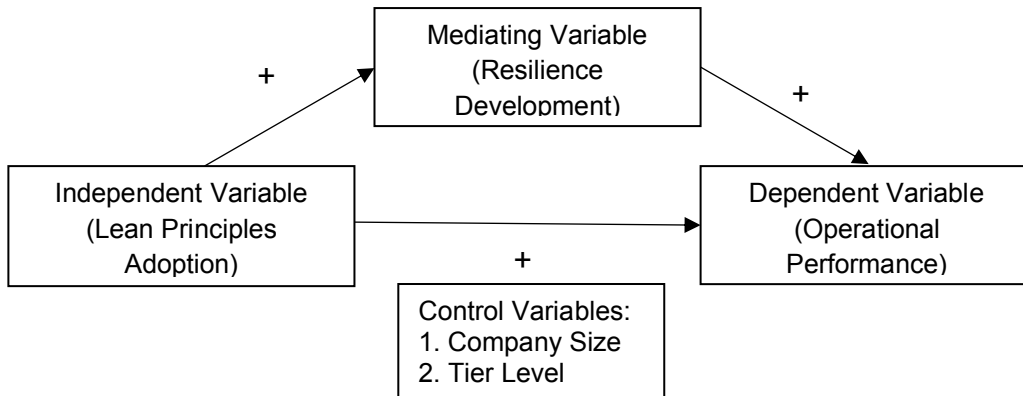 Mediating Variable
(Resilience
Development)
+
+
Independent Variable
(Lean Principles
Adoption)
Dependent Variable
(Operational
Performance)
+
Control Variables:
1. Company Size
2. Tier Level